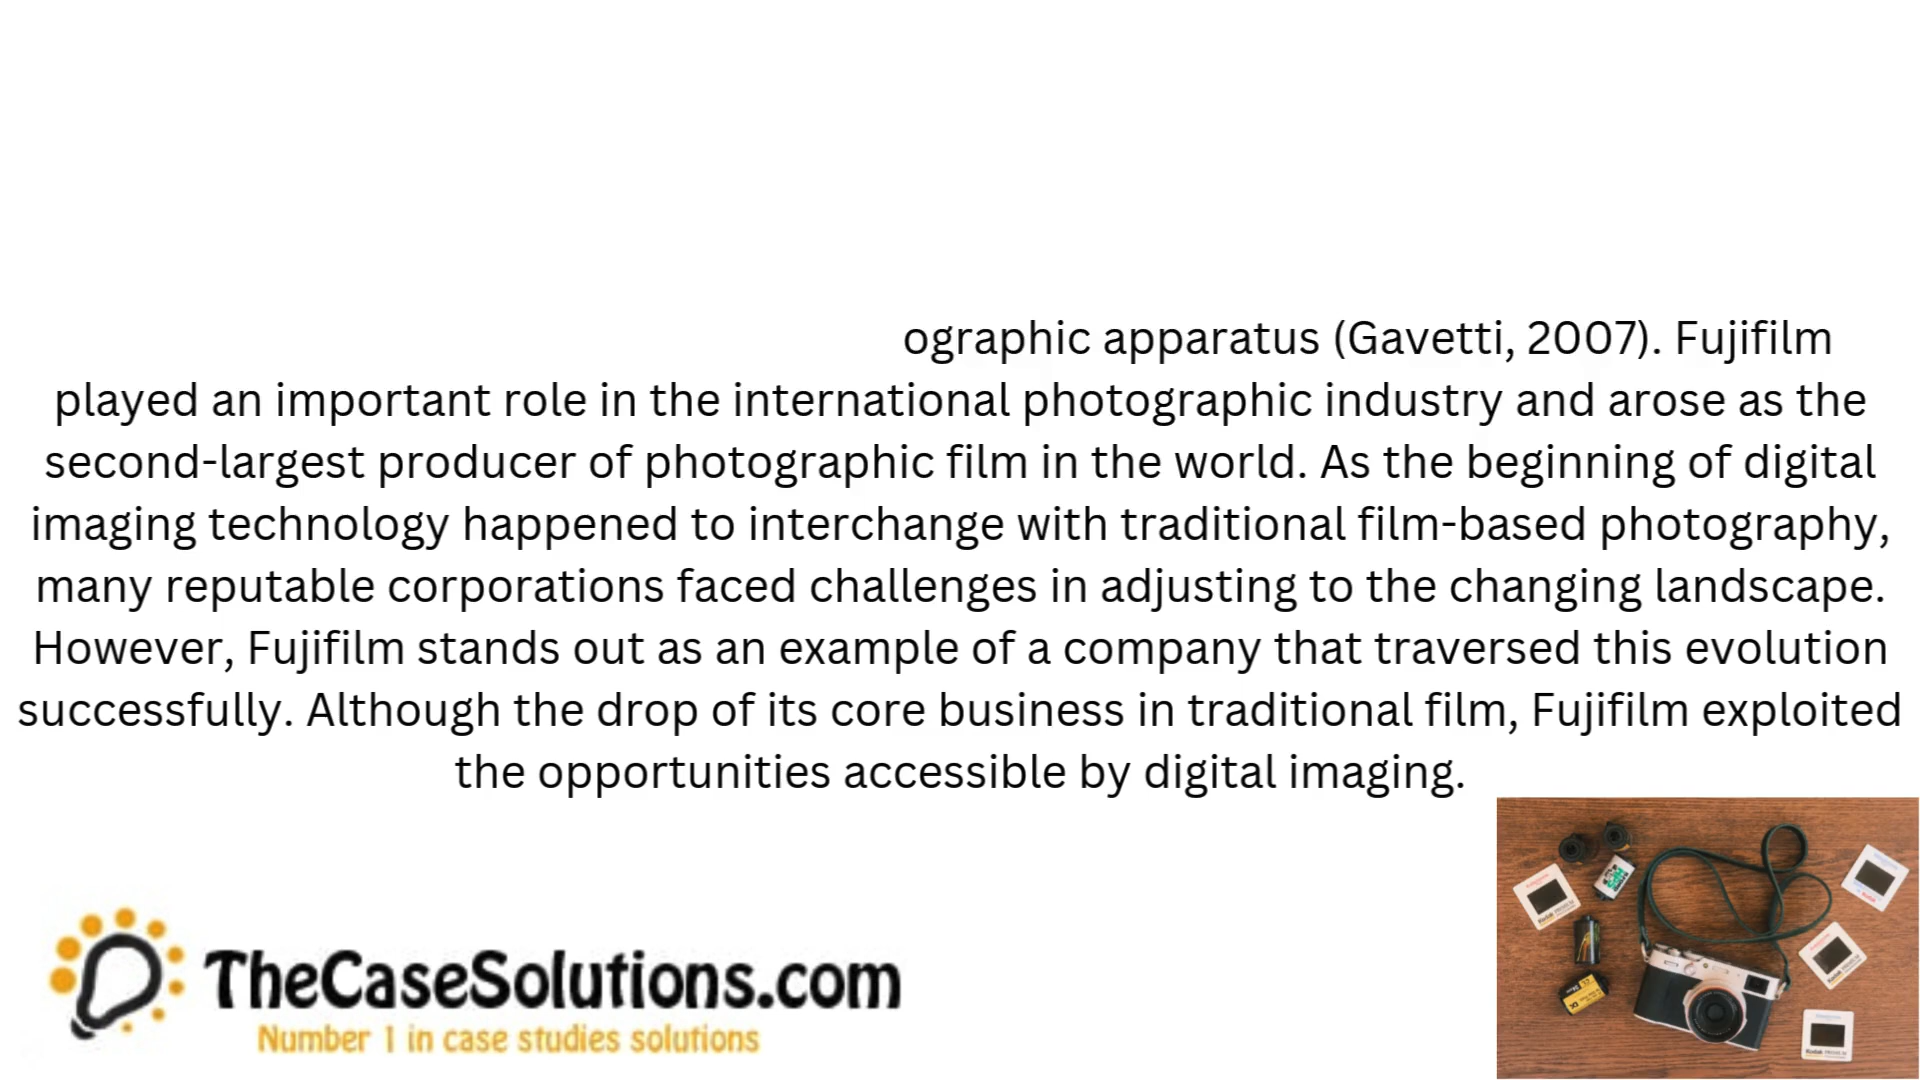 ographic apparatus (Gavetti, 2007). Fujifilm
played an important role in the international photographic industry and arose as the
second-largest producer of photographic film in the world. As the beginning of digital
imaging technology happened to interchange with traditional film-based photography,
many reputable corporations faced challenges in adjusting to the changing landscape.
However, Fujifilm stands out as an example of a company that traversed this evolution
successfully. Although the drop of its core business in traditional film, Fujifilm exploited
the opportunities accessible by digital imaging.
TheCaseSolutions.com
Number 1 in case studies solutions
Kodak
Kodak
Kodak